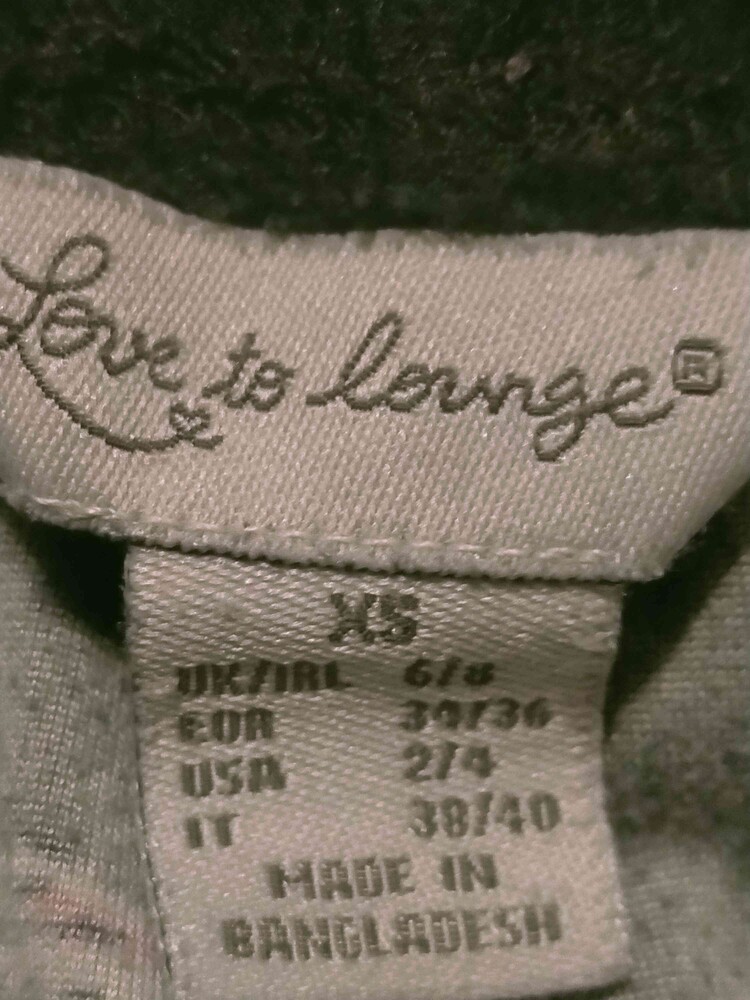 Love to lounge ®
XS
UK/IRL 6/8
EUR 34/36
USA 2/4
IT 38/40
MADE IN
BANGLADESH